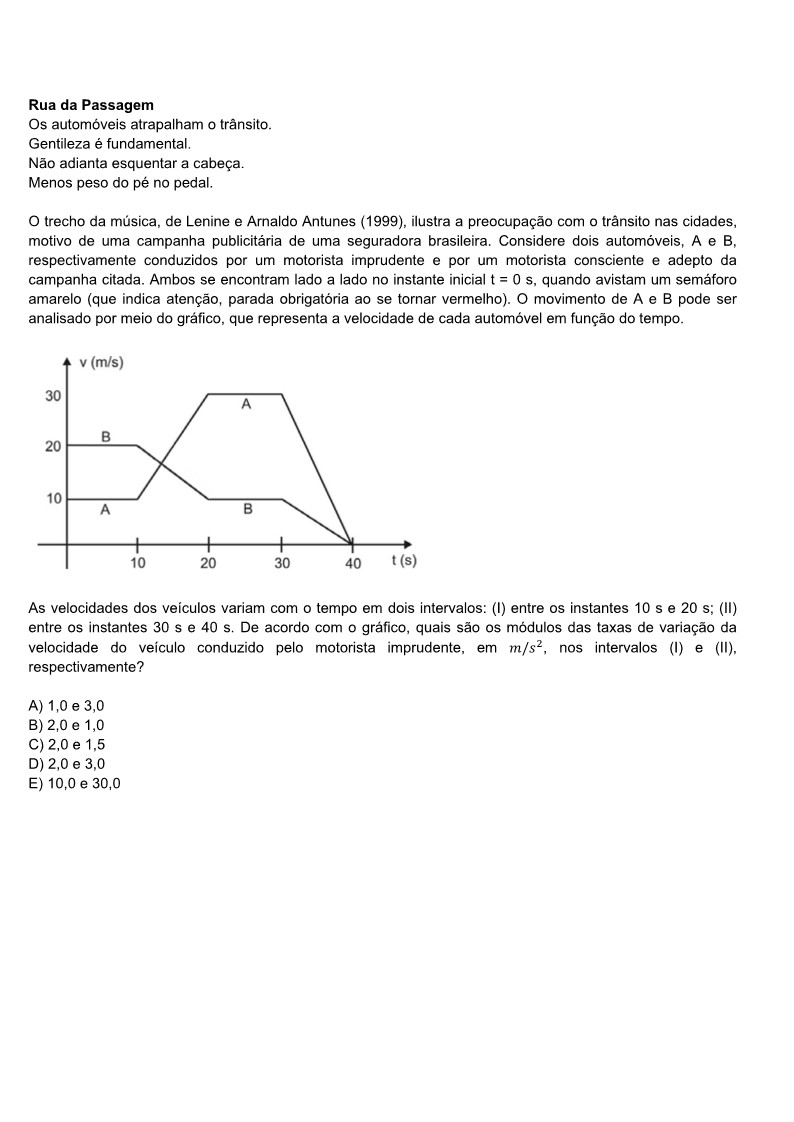 Rua da Passagem
Os automóveis atrapalham o trânsito.
Gentileza é fundamental.
Não adianta esquentar a cabeça.
Menos peso do pé no pedal.
O trecho da música, de Lenine e Arnaldo Antunes (1999), ilustra a preocupação com o trânsito nas cidades,
motivo de uma campanha publicitária de uma seguradora brasileira. Considere dois automóveis, A e B,
respectivamente conduzidos por um motorista imprudente e por um motorista consciente e adepto da
campanha citada. Ambos se encontram lado a lado no instante inicial t = 0 s, quando avistam um semáforo
amarelo (que indica atenção, parada obrigatória ao se tornar vermelho). O movimento de A e B pode ser
analisado por meio do gráfico, que representa a velocidade de cada automóvel em função do tempo.
v (m/s)
30
A
B
20
10
A
B
10 20 30 40 t (s)
As velocidades dos veículos variam com o tempo em dois intervalos: (I) entre os instantes 10 s e 20 s; (II)
entre os instantes 30 s e 40 s. De acordo com o gráfico, quais são os módulos das taxas de variação da
velocidade do veículo conduzido pelo motorista imprudente, em m/s², nos intervalos (I) e (II),
respectivamente?
A) 1,0 e 3,0
B) 2,0 e 1,0
C) 2,0 e 1,5
D) 2,0 e 3,0
E) 10,0 e 30,0